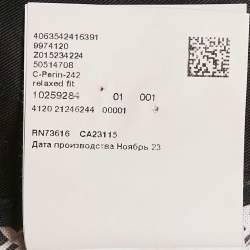 4063542416391
9974120
Z015234224
50514708
C-Perin-242
relaxed fit
10259284 01 001
4120 21246244 00001
RN73616 CA23115
Дата производства Ноябрь 23